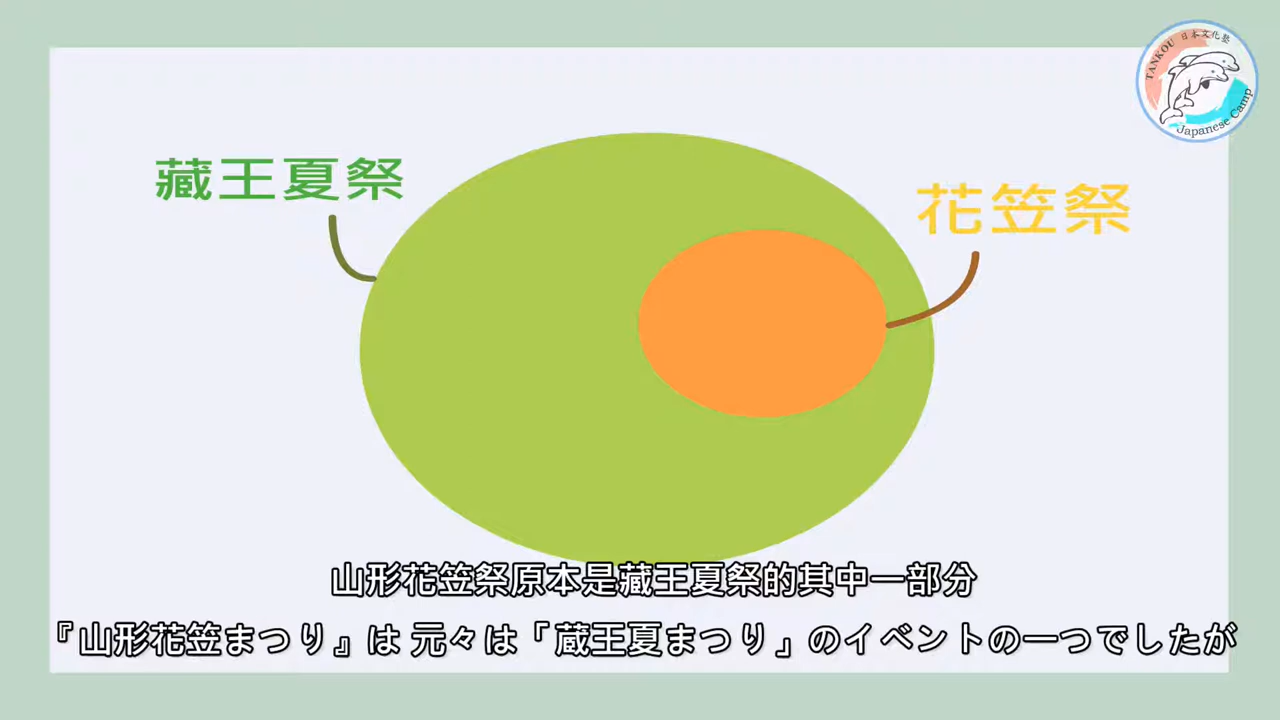 TANKOU 日本文化塾
Japanese Camp
藏王夏祭
花笠祭
山形花笠祭原本是藏王夏祭的其中一部分
『山形花笠まつり』は 元々は「蔵王夏まつり」のイベントの一つでしたが